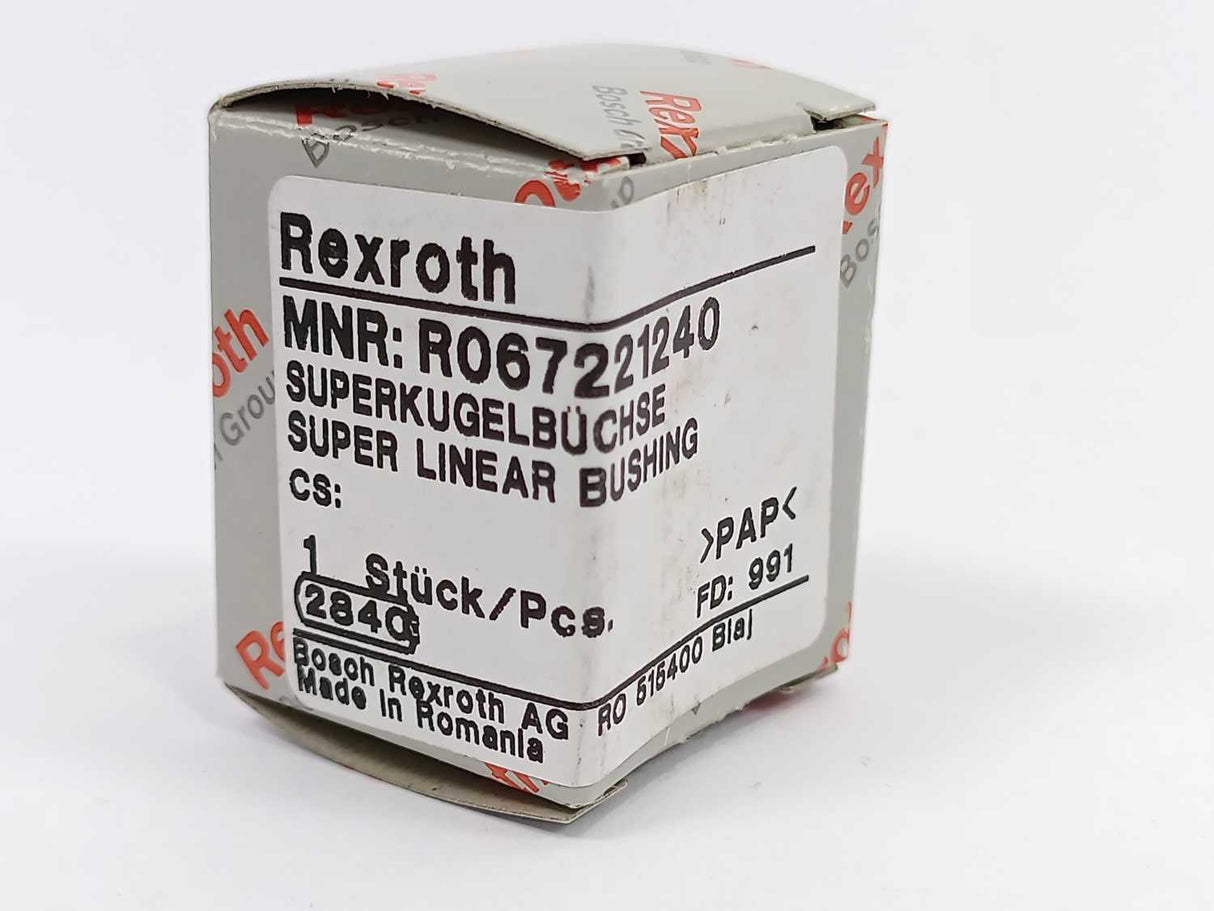 Rexroth
MNR: R067221240
SUPERKUGELBÜCHSE
SUPER LINEAR BUSHING
CS:
>PAP<
1 Stück/Pcs.
FD: 991
2840
Bosch Rexroth AG RO 515400 Blaj
Made in Romania